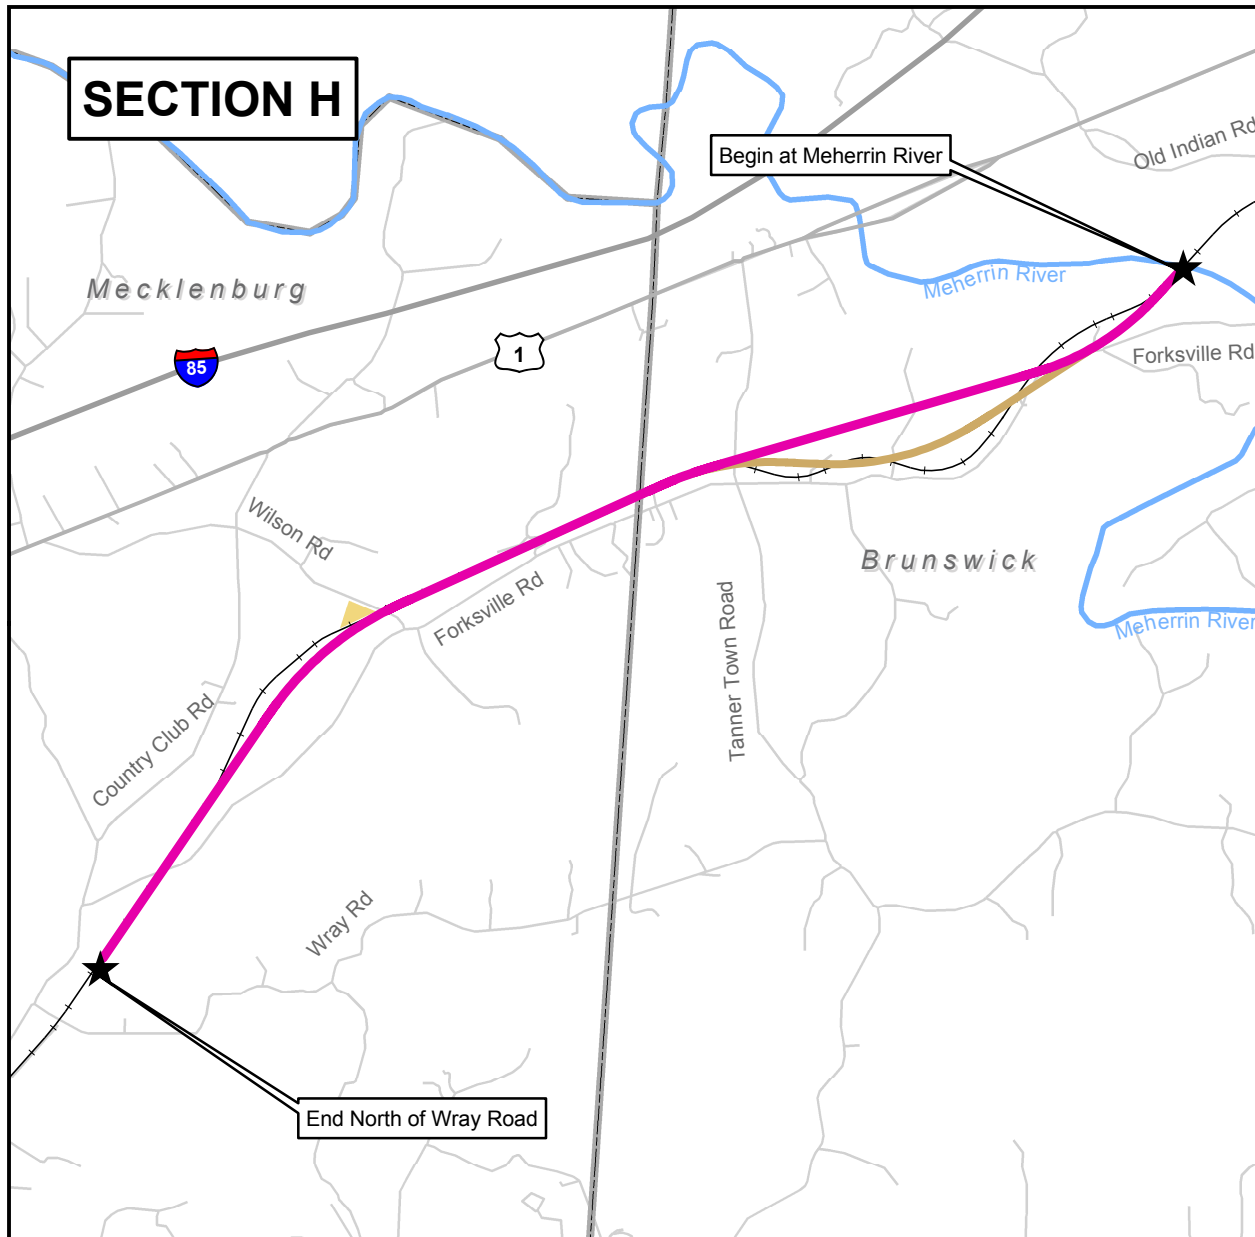 SECTION H
Begin at Meherrin River
Old Indian Rd
Mecklenburg
Meherrin River
1
85
Forksville Rd
Wilson Rd
Brunswick
Forksville Rd
Meherrin River
Tanner Town Road
Country Club Rd
Wray Rd
End North of Wray Road